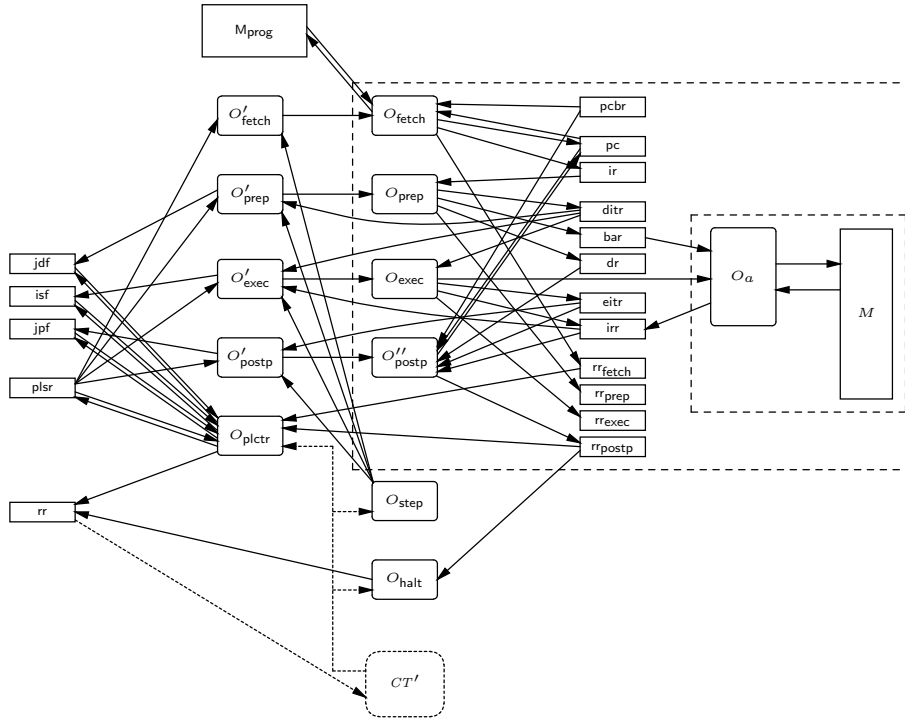 M_prog
O′_fetch
O_fetch
pcbr
pc
ir
O′_prep
O_prep
ditr
bar
dr
jdf
isf
jpf
O′_exec
O_exec
eitr
irr
O_a
M
plsr
O′_postp
O″_postp
rr_fetch
rr_prep
rr_exec
rr_postp
O_plctr
rr
O_step
O_halt
CT′